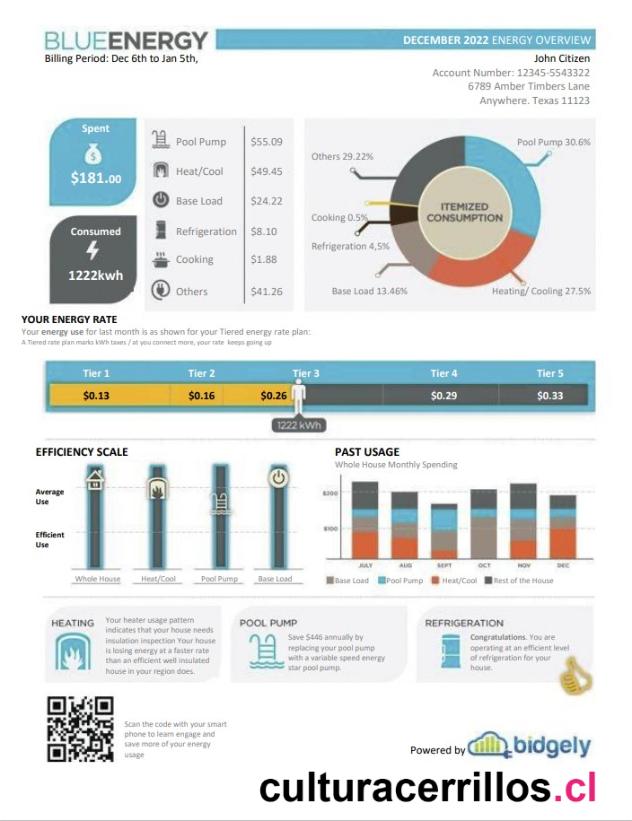 BLUEENERGY
DECEMBER 2022 ENERGY OVERVIEW
Billing Period: Dec 6th to Jan 5th,
John Citizen
Account Number: 12345-5543322
6789 Amber Timbers Lane
Anywhere. Texas 11123
Spent
$181.00
Consumed
1222kwh
Pool Pump $55.09
Heat/Cool $49.45
Base Load $24.22
Refrigeration $8.10
Cooking $1.88
Others $41.26
Pool Pump 30.6%
Others 29.22%
ITEMIZED
CONSUMPTION
Cooking 0.5%
Refrigeration 4,5%
Base Load 13.46%
Heating/ Cooling 27.5%
YOUR ENERGY RATE
Your energy use for last month is as shown for your Tiered energy rate plan:
A Tiered rate plan marks kWh taxes / at you connect more, your rate keeps going up
Tier 1 Tier 2 Tier 3 Tier 4 Tier 5
$0.13 $0.16 $0.26 $0.29 $0.33
1222 kWh
EFFICIENCY SCALE
Average
Use
Efficient
Use
Whole House Heat/Cool Pool Pump Base Load
PAST USAGE
Whole House Monthly Spending
$200
$100
JULY AUG SEPT OCT NOV DEC
Base Load Pool Pump Heat/Cool Rest of the House
HEATING
Your heater usage pattern
indicates that your house needs
insulation inspection Your house
is losing energy at a faster rate
than an efficient well insulated
house in your region does.
POOL PUMP
Save $446 annually by
replacing your pool pump
with a variable speed energy
star pool pump.
REFRIGERATION
Congratulations. You are
operating at an efficient level
of refrigeration for your
house.
Scan the code with your smart
phone to learn engage and
save more of your energy
usage
Powered by bidgely
culturacerrillos.cl